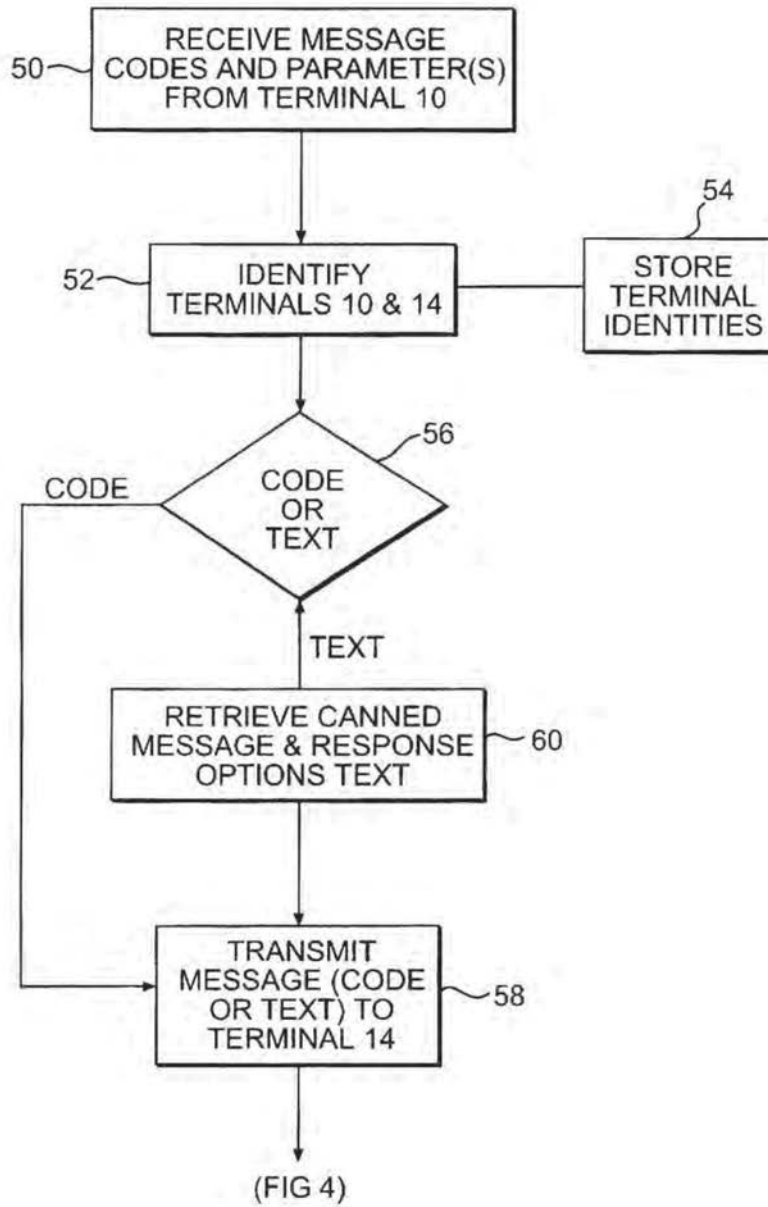 50
RECEIVE MESSAGE
CODES AND PARAMETER(S)
FROM TERMINAL 10
52
IDENTIFY
TERMINALS 10 & 14
54
STORE
TERMINAL
IDENTITIES
56
CODE
CODE
OR
TEXT
TEXT
RETRIEVE CANNED
MESSAGE & RESPONSE
OPTIONS TEXT
60
TRANSMIT
MESSAGE (CODE
OR TEXT) TO
TERMINAL 14
58
(FIG 4)